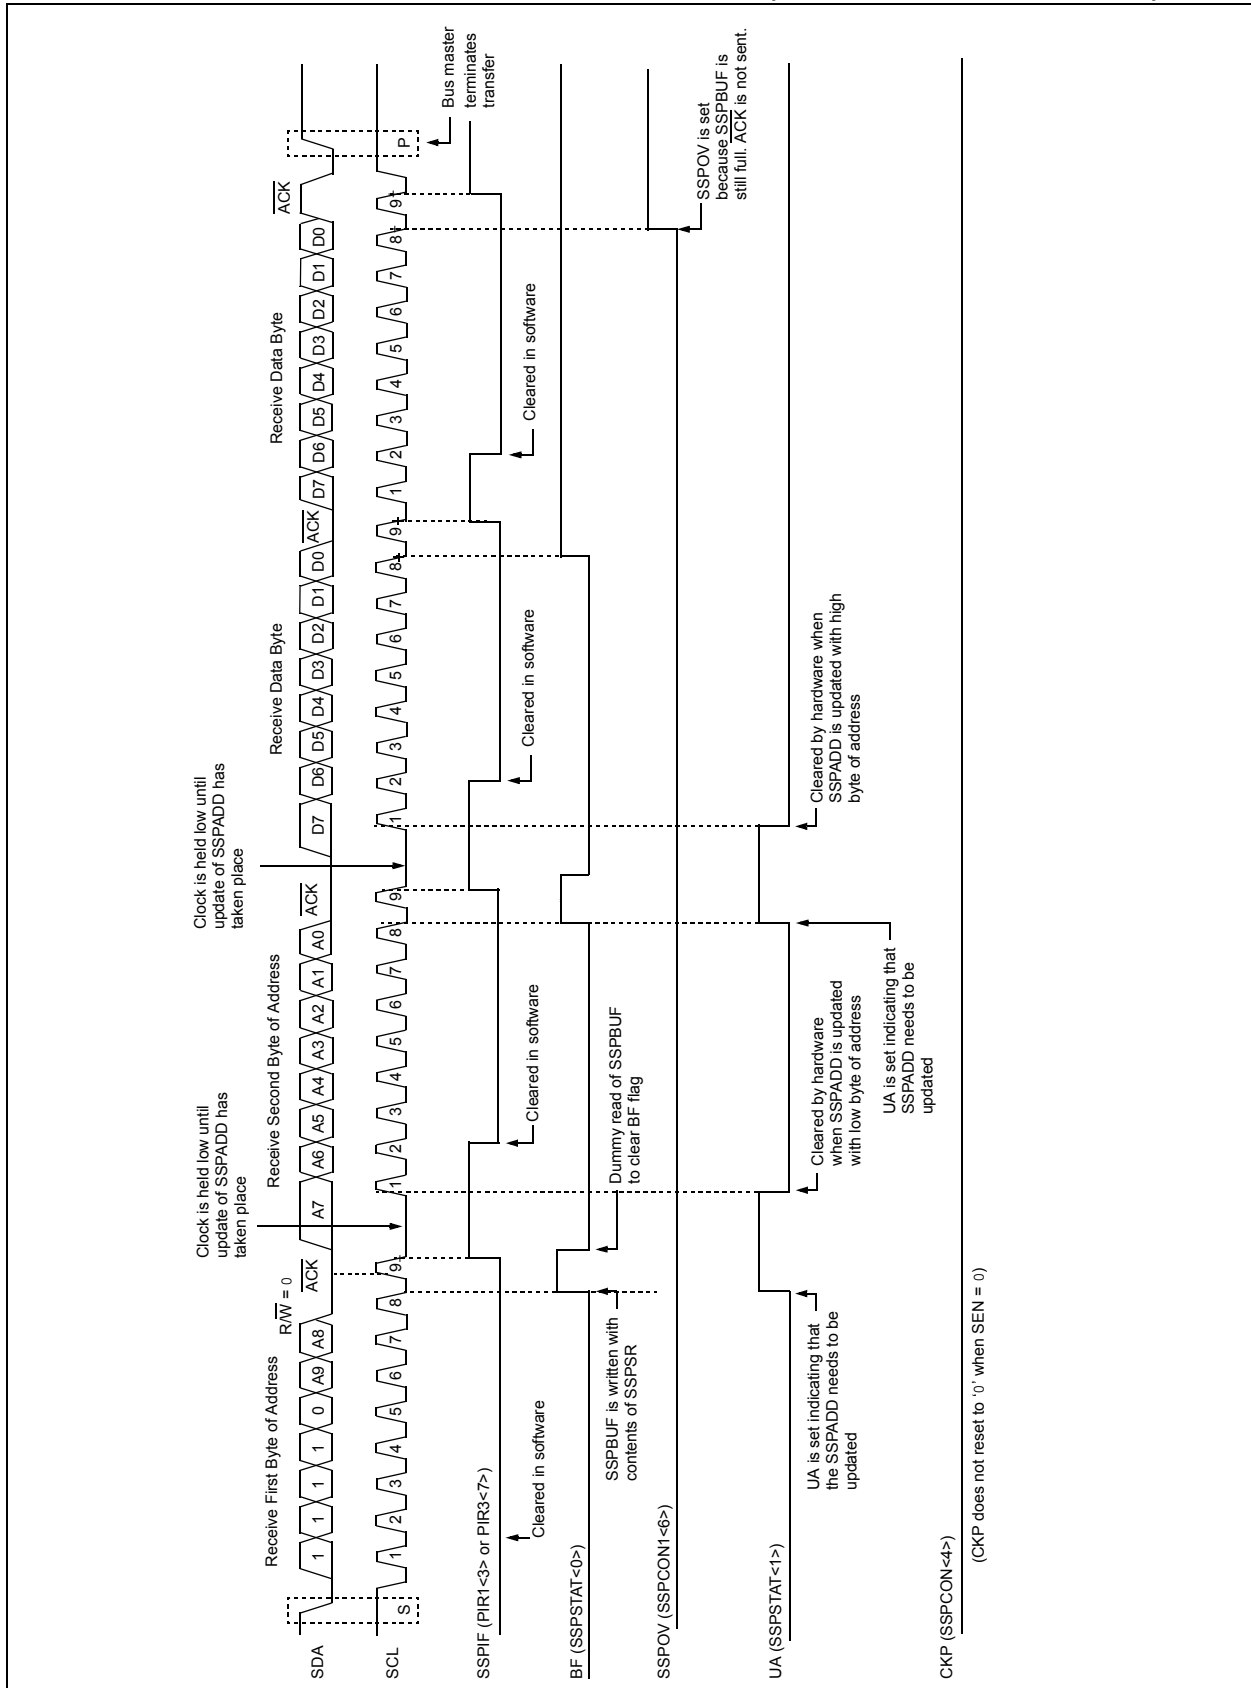 Receive First Byte of Address
R/W = 0
ACK
Clock is held low until
update of SSPADD has
taken place
Receive Second Byte of Address
ACK
Clock is held low until
update of SSPADD has
taken place
Receive Data Byte
ACK
Receive Data Byte
ACK
SDA
1 1 1 1 0 A9 A8 A7 A6 A5 A4 A3 A2 A1 A0 D7 D6 D5 D4 D3 D2 D1 D0 D7 D6 D5 D4 D3 D2 D1 D0
SCL
S 1 2 3 4 5 6 7 8 9 1 2 3 4 5 6 7 8 9 1 2 3 4 5 6 7 8 9 1 2 3 4 5 6 7 8 9 P
Bus master
terminates
transfer
SSPIF (PIR1<3> or PIR3<7>)
Cleared in software
Cleared in software
Cleared in software
Cleared in software
BF (SSPSTAT<0>)
SSPBUF is written with
contents of SSPSR
Dummy read of SSPBUF
to clear BF flag
SSPOV (SSPCON1<6>)
SSPOV is set
because SSPBUF is
still full. ACK is not sent.
UA (SSPSTAT<1>)
UA is set indicating that
the SSPADD needs to be
updated
Cleared by hardware
when SSPADD is updated
with low byte of address
UA is set indicating that
SSPADD needs to be
updated
Cleared by hardware when
SSPADD is updated with high
byte of address
CKP (SSPCON<4>)
(CKP does not reset to ‘0’ when SEN = 0)